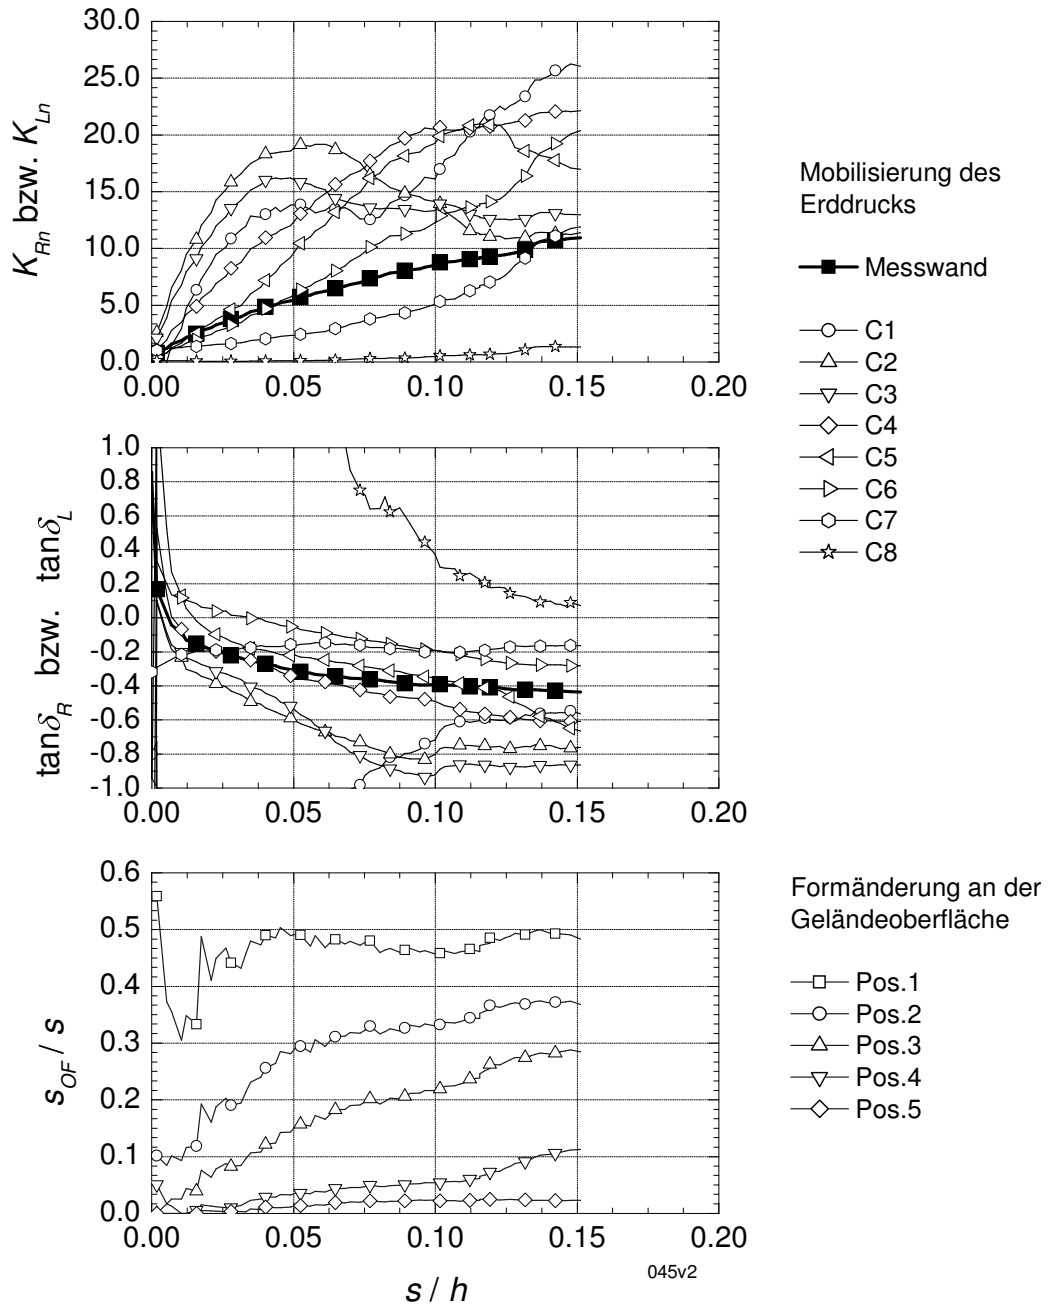 30.0
25.0
20.0
15.0
10.0
5.0
0.0
K_Rn bzw. K_Ln
0.00 0.05 0.10 0.15 0.20
Mobilisierung des
Erddrucks
Messwand
C1
C2
C3
C4
C5
C6
C7
C8
1.0
0.8
0.6
0.4
0.2
0.0
-0.2
-0.4
-0.6
-0.8
-1.0
tanδ_R bzw. tanδ_L
0.00 0.05 0.10 0.15 0.20
0.6
0.5
0.4
0.3
0.2
0.1
0.0
s_OF / s
0.00 0.05 0.10 0.15 0.20
s / h
045v2
Formänderung an der
Geländeoberfläche
Pos.1
Pos.2
Pos.3
Pos.4
Pos.5